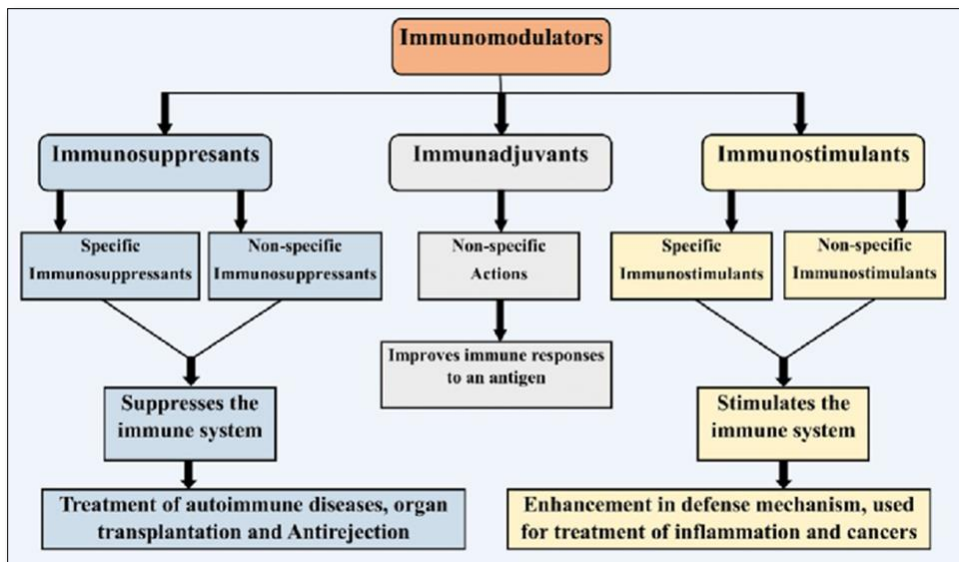 Immunomodulators
Immunosuppresants
Immunadjuvants
Immunostimulants
Specific
Immunosuppressants
Non-specific
Immunosuppressants
Non-specific
Actions
Specific
Immunostimulants
Non-specific
Immunostimulants
Improves immune responses
to an antigen
Suppresses the
immune system
Stimulates the
immune system
Treatment of autoimmune diseases, organ
transplantation and Antirejection
Enhancement in defense mechanism, used
for treatment of inflammation and cancers